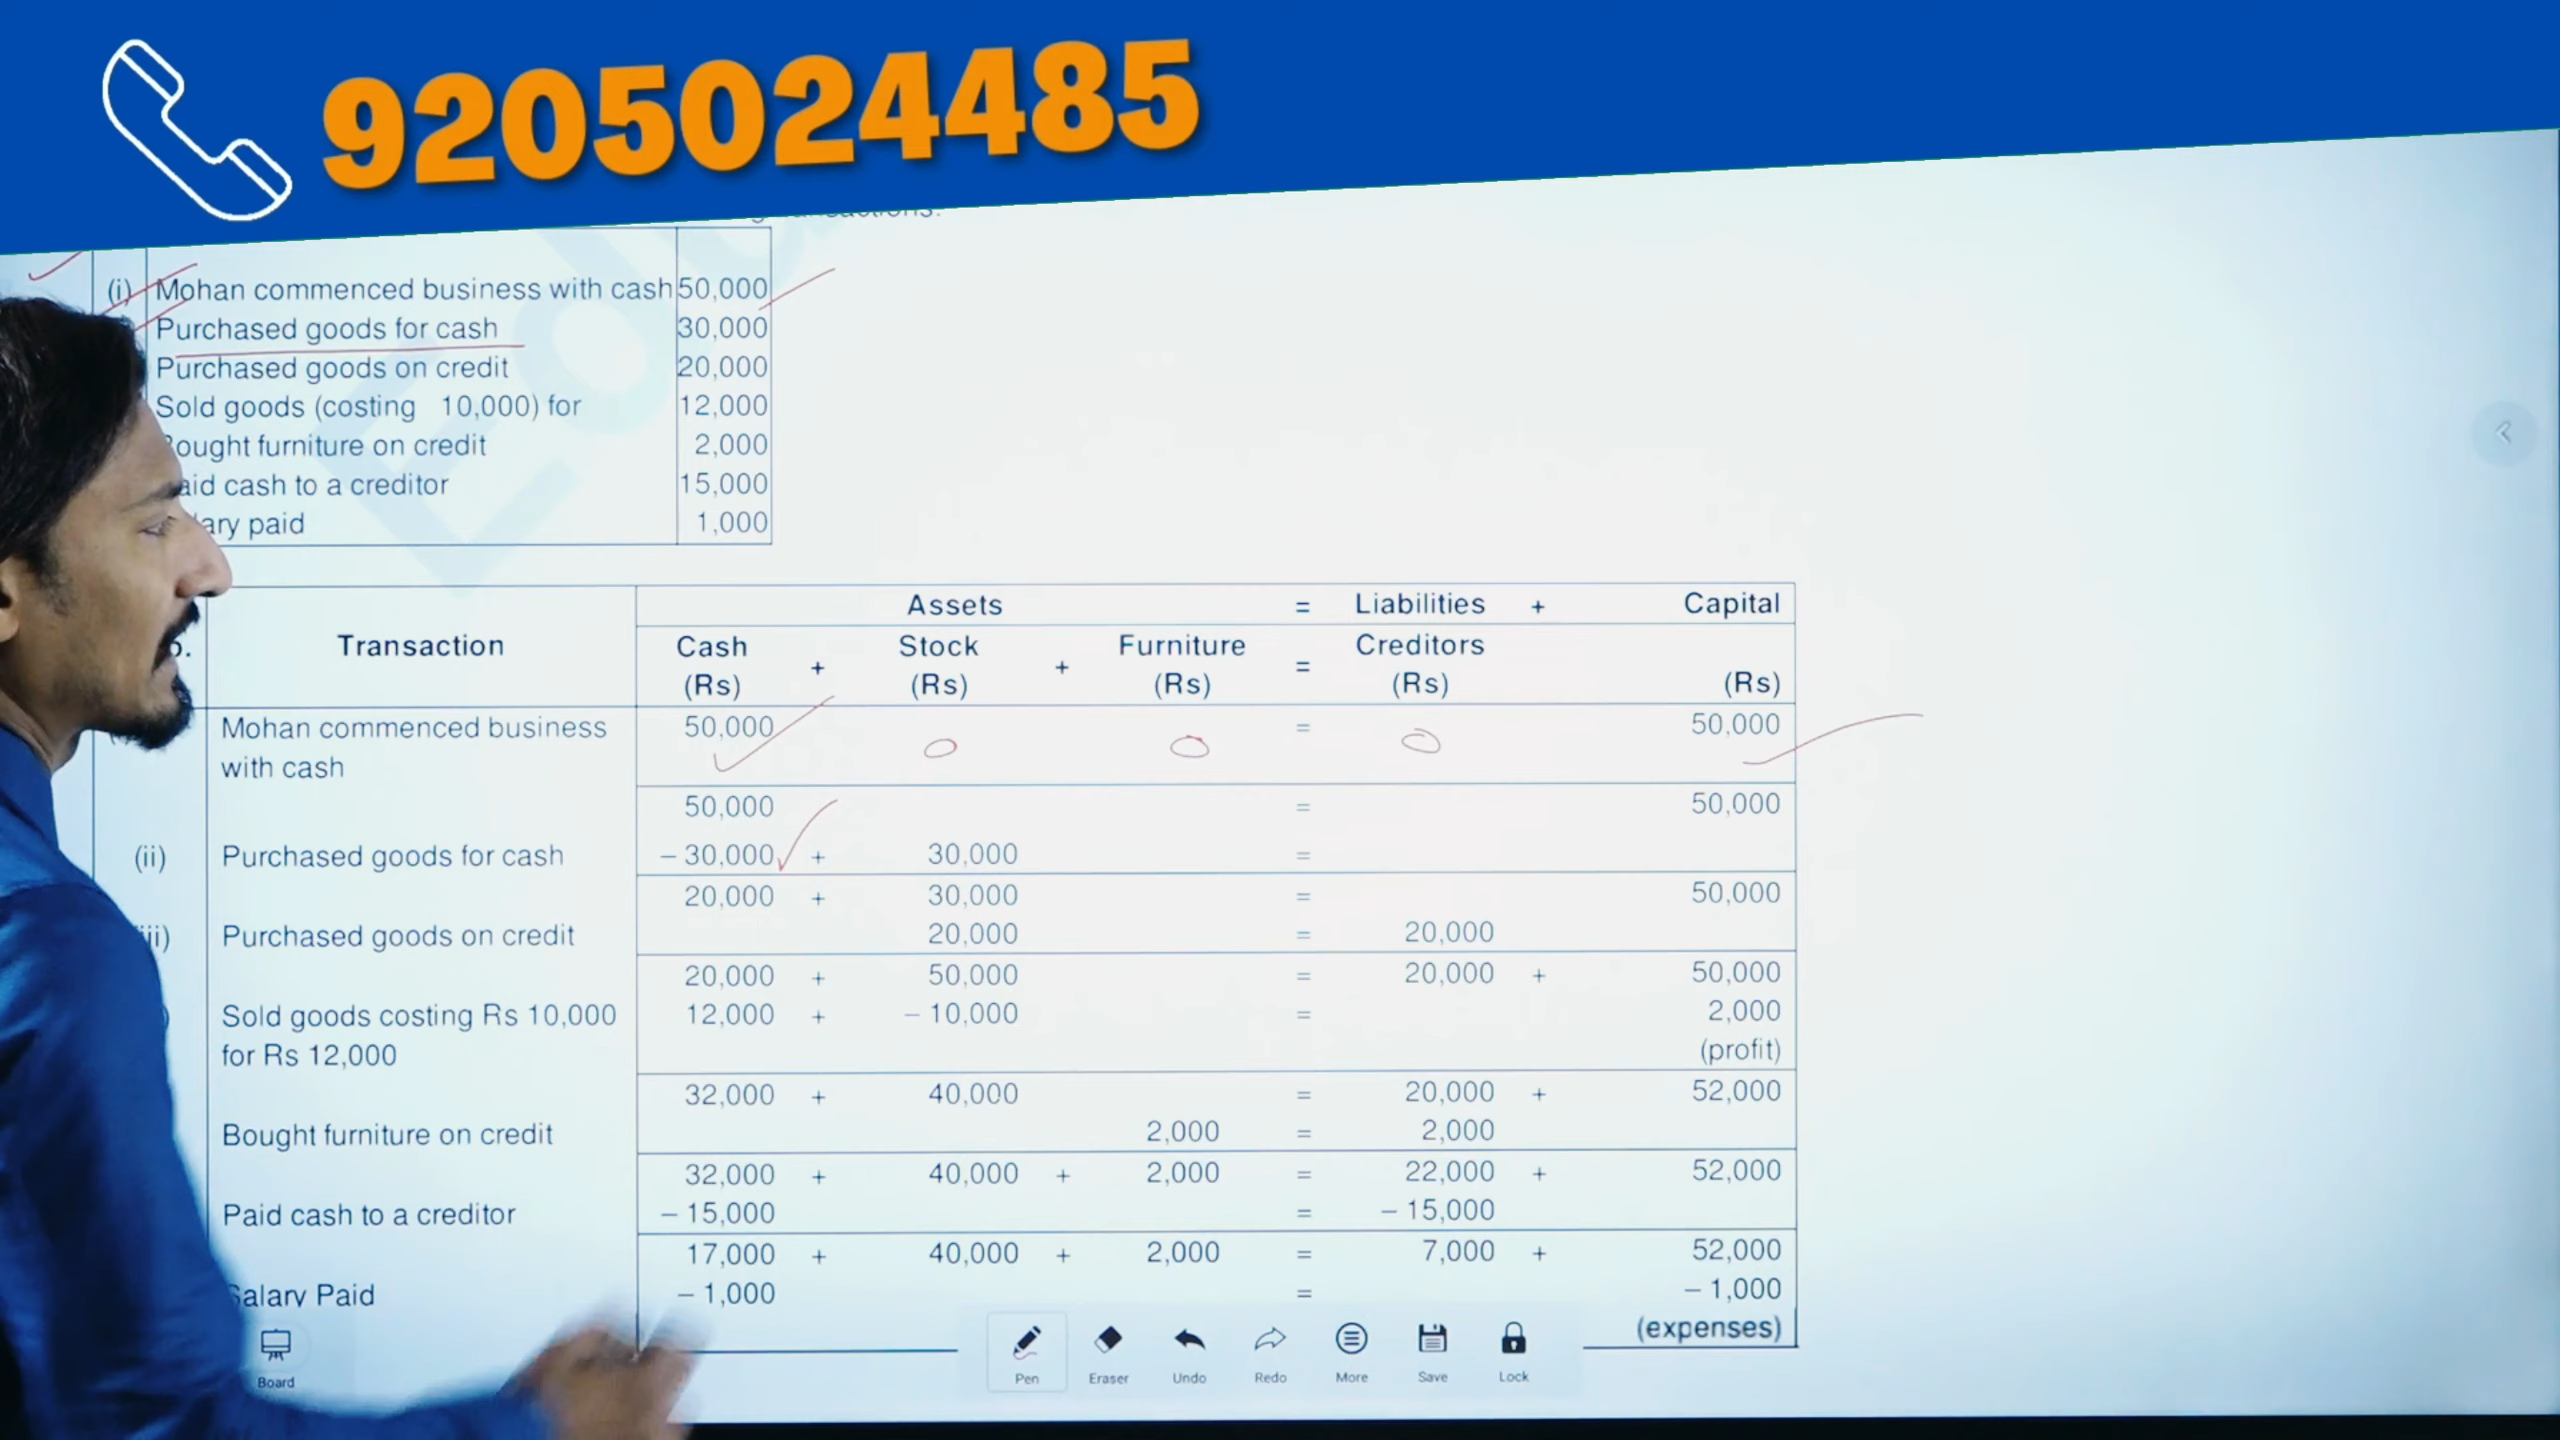 9205024485
(i) Mohan commenced business with cash 50,000
Purchased goods for cash 30,000
Purchased goods on credit 20,000
Sold goods (costing 10,000) for 12,000
ought furniture on credit 2,000
aid cash to a creditor 15,000
ary paid 1,000
Assets = Liabilities + Capital
Transaction Cash + Stock + Furniture = Creditors
(Rs) (Rs) (Rs) (Rs) (Rs)
Mohan commenced business 50,000 = 50,000
with cash
50,000 = 50,000
(ii) Purchased goods for cash – 30,000 + 30,000 =
20,000 + 30,000 = 50,000
ii) Purchased goods on credit 20,000 = 20,000
20,000 + 50,000 = 20,000 + 50,000
Sold goods costing Rs 10,000 12,000 + – 10,000 = 2,000
for Rs 12,000 (profit)
32,000 + 40,000 = 20,000 + 52,000
Bought furniture on credit 2,000 = 2,000
32,000 + 40,000 + 2,000 = 22,000 + 52,000
Paid cash to a creditor – 15,000 = – 15,000
17,000 + 40,000 + 2,000 = 7,000 + 52,000
Salary Paid – 1,000 = – 1,000
(expenses)
Board Pen Eraser Undo Redo More Save Lock